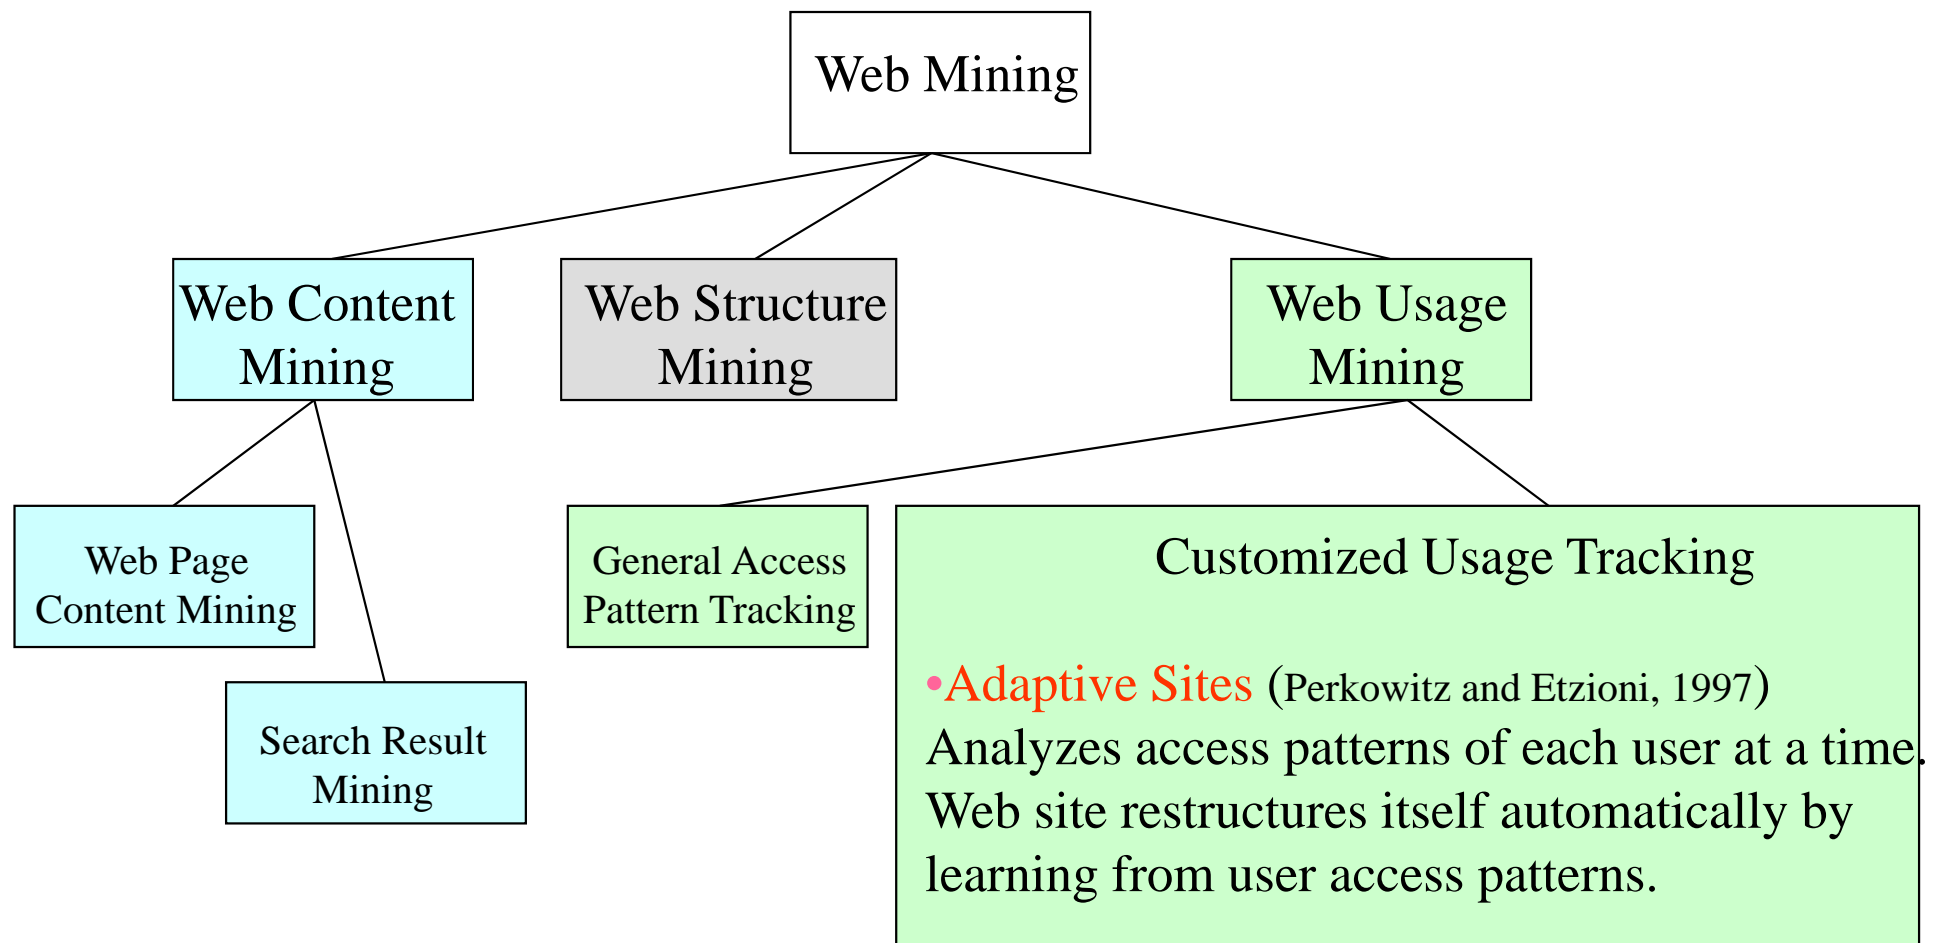 Web Mining
Web Content
Mining
Web Structure
Mining
Web Usage
Mining
Web Page
Content Mining
Search Result
Mining
General Access
Pattern Tracking
Customized Usage Tracking
•Adaptive Sites (Perkowitz and Etzioni, 1997)
Analyzes access patterns of each user at a time.
Web site restructures itself automatically by
learning from user access patterns.